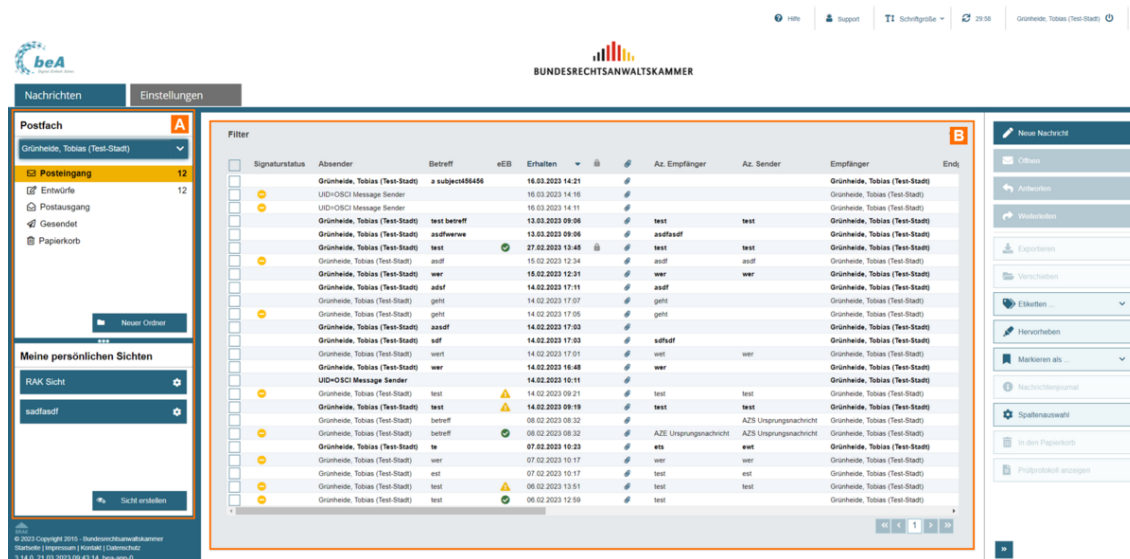 Hilfe Support Schriftgröße 29:58 Grünheide, Tobias (Test-Stadt)
beA
BUNDESRECHTSANWALTSKAMMER
Nachrichten Einstellungen
Postfach A
Grünheide, Tobias (Test-Stadt)
Posteingang 12
Entwürfe 12
Postausgang
Gesendet
Papierkorb
Neuer Ordner
Meine persönlichen Sichten
RAK Sicht
sadfasdf
Sicht erstellen
© 2023 Copyright 2015 - Bundesrechtsanwaltskammer
Startseite | Impressum | Kontakt | Datenschutz
3.14.0, 21.03.2023 09:43:14, bea-app-0
Filter B
Signaturstatus Absender Betreff eEB Erhalten Az. Empfänger Az. Sender Empfänger Endg
Grünheide, Tobias (Test-Stadt) a subject456456 16.03.2023 14:21 Grünheide, Tobias (Test-Stadt)
UID=OSCI Message Sender 16.03.2023 14:16 Grünheide, Tobias (Test-Stadt)
UID=OSCI Message Sender 16.03.2023 14:11 Grünheide, Tobias (Test-Stadt)
Grünheide, Tobias (Test-Stadt) test betreff 13.03.2023 09:06 test test Grünheide, Tobias (Test-Stadt)
Grünheide, Tobias (Test-Stadt) asdfwerwe 13.03.2023 09:06 asdfasdf Grünheide, Tobias (Test-Stadt)
Grünheide, Tobias (Test-Stadt) test 27.02.2023 13:45 test test Grünheide, Tobias (Test-Stadt)
Grünheide, Tobias (Test-Stadt) asdf 15.02.2023 12:34 asdf asdf Grünheide, Tobias (Test-Stadt)
Grünheide, Tobias (Test-Stadt) wer 15.02.2023 12:31 wer wer Grünheide, Tobias (Test-Stadt)
Grünheide, Tobias (Test-Stadt) adsf 14.02.2023 17:11 asdf Grünheide, Tobias (Test-Stadt)
Grünheide, Tobias (Test-Stadt) geht 14.02.2023 17:07 geht Grünheide, Tobias (Test-Stadt)
Grünheide, Tobias (Test-Stadt) geht 14.02.2023 17:05 geht Grünheide, Tobias (Test-Stadt)
Grünheide, Tobias (Test-Stadt) aasdf 14.02.2023 17:03 Grünheide, Tobias (Test-Stadt)
Grünheide, Tobias (Test-Stadt) sdf 14.02.2023 17:03 sdfsdf Grünheide, Tobias (Test-Stadt)
Grünheide, Tobias (Test-Stadt) wert 14.02.2023 17:01 wet wer Grünheide, Tobias (Test-Stadt)
Grünheide, Tobias (Test-Stadt) wer 14.02.2023 16:48 wer Grünheide, Tobias (Test-Stadt)
UID=OSCI Message Sender 14.02.2023 10:11 Grünheide, Tobias (Test-Stadt)
Grünheide, Tobias (Test-Stadt) test 14.02.2023 09:21 test test Grünheide, Tobias (Test-Stadt)
Grünheide, Tobias (Test-Stadt) test 14.02.2023 09:19 test test Grünheide, Tobias (Test-Stadt)
Grünheide, Tobias (Test-Stadt) betreff 08.02.2023 08:32 AZS Ursprungsnachricht Grünheide, Tobias (Test-Stadt)
Grünheide, Tobias (Test-Stadt) betreff 08.02.2023 08:32 AZE Ursprungsnachricht AZS Ursprungsnachricht Grünheide, Tobias (Test-Stadt)
Grünheide, Tobias (Test-Stadt) te 07.02.2023 10:23 ets ewt Grünheide, Tobias (Test-Stadt)
Grünheide, Tobias (Test-Stadt) wer 07.02.2023 10:17 wer wer Grünheide, Tobias (Test-Stadt)
Grünheide, Tobias (Test-Stadt) est 07.02.2023 10:17 test est Grünheide, Tobias (Test-Stadt)
Grünheide, Tobias (Test-Stadt) test 06.02.2023 13:51 test test Grünheide, Tobias (Test-Stadt)
Grünheide, Tobias (Test-Stadt) test 06.02.2023 12:59 test Grünheide, Tobias (Test-Stadt)
1
Neue Nachricht
Öffnen
Antworten
Weiterleiten
Exportieren
Verschieben
Etiketten ...
Hervorheben
Markieren als ...
Nachrichtenjournal
Spaltenauswahl
In den Papierkorb
Prüfprotokoll anzeigen